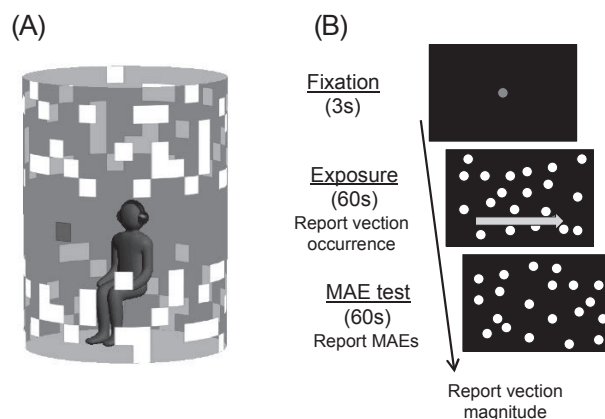 (A)
(B)
Fixation
(3s)
Exposure
(60s)
Report vection
occurrence
MAE test
(60s)
Report MAEs
Report vection
magnitude